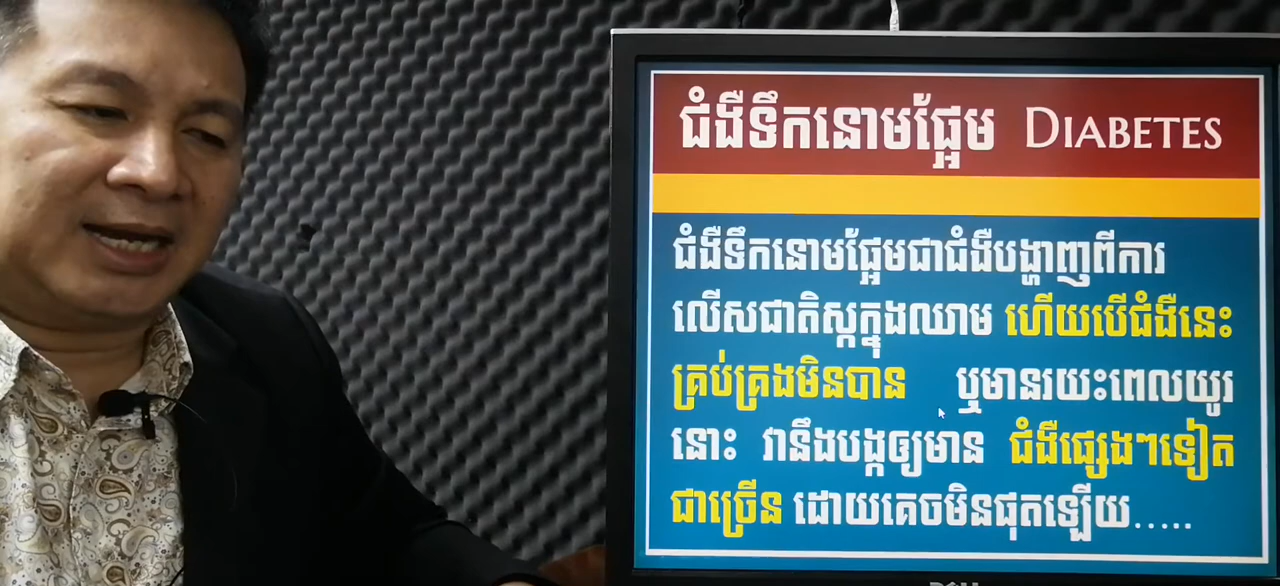 ជំងឺទឹកនោមផ្អែម DIABETES
ជំងឺទឹកនោមផ្អែមជាជំងឺបង្ហាញពីការ
លើសជាតិស្ករក្នុងឈាម ហើយបើជំងឺនេះ
គ្រប់គ្រងមិនបាន ឬមានរយះពេលយូរ
នោះ វានឹងបង្កឲ្យមាន ជំងឺផ្សេងៗទៀត
ជាច្រើន ដោយគេចមិនផុតឡើយ.....